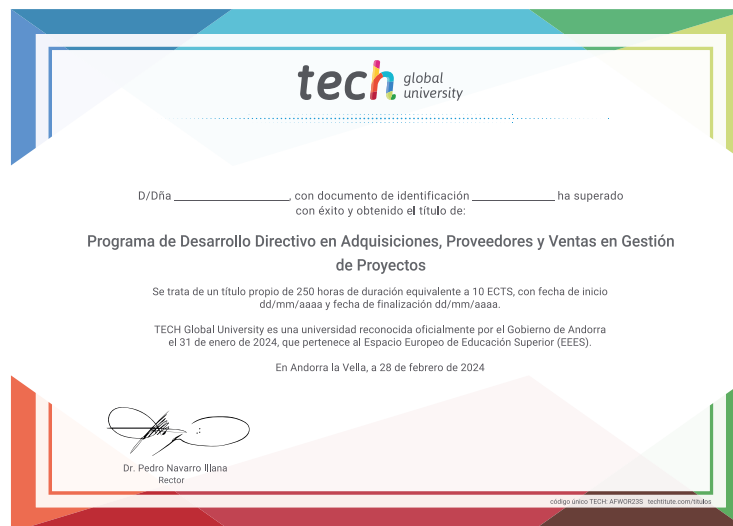 tech global
university
D/Dña ______________, con documento de identificación __________ ha superado
con éxito y obtenido el título de:
Programa de Desarrollo Directivo en Adquisiciones, Proveedores y Ventas en Gestión
de Proyectos
Se trata de un título propio de 250 horas de duración equivalente a 10 ECTS, con fecha de inicio
dd/mm/aaaa y fecha de finalización dd/mm/aaaa.
TECH Global University es una universidad reconocida oficialmente por el Gobierno de Andorra
el 31 de enero de 2024, que pertenece al Espacio Europeo de Educación Superior (EEES).
En Andorra la Vella, a 28 de febrero de 2024
Dr. Pedro Navarro Illana
Rector
código único TECH: AFWOR23S techtitute.com/titulos